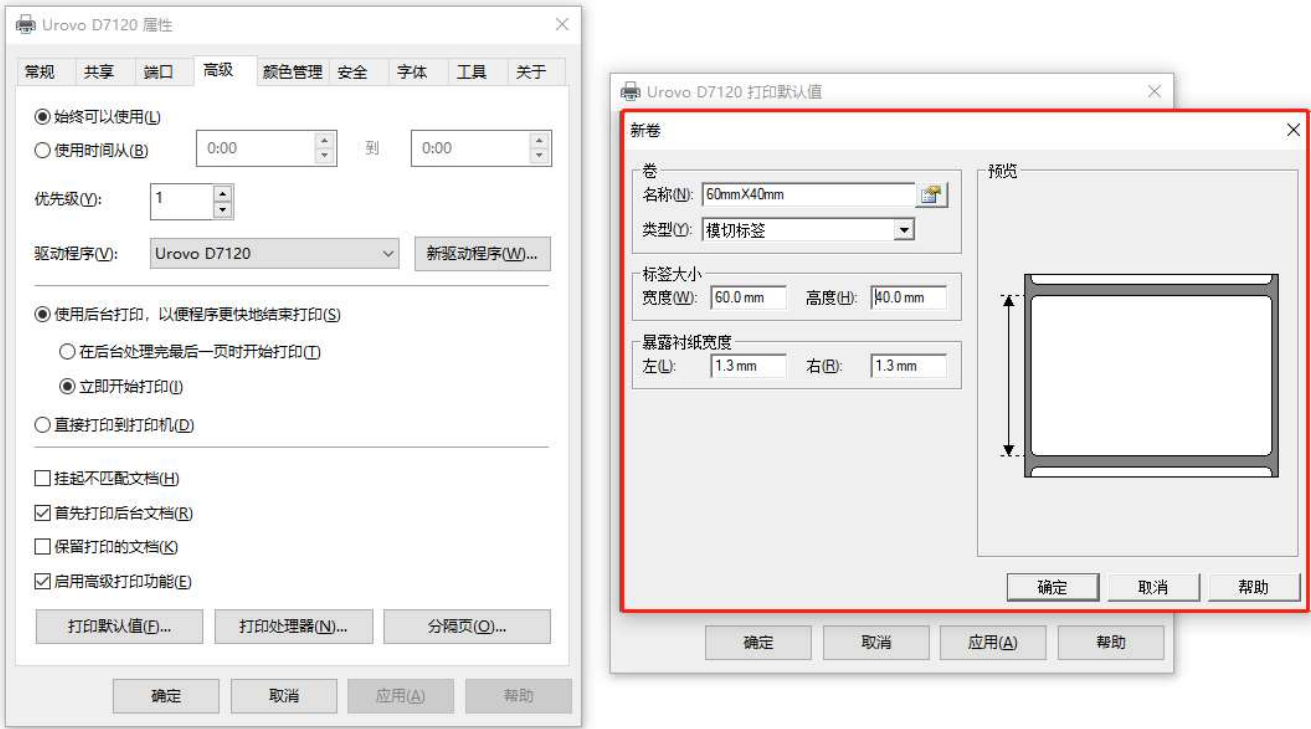 Urovo D7120 属性
常规 共享 端口 高级 颜色管理 安全 字体 工具 关于
始终可以使用(L)
使用时间从(B) 0:00 到 0:00
优先级(Y): 1
驱动程序(V): Urovo D7120 新驱动程序(W)...
使用后台打印，以便程序更快地结束打印(S)
在后台处理完最后一页时开始打印(T)
立即开始打印(I)
直接打印到打印机(D)
挂起不匹配文档(H)
首先打印后台文档(R)
保留打印的文档(K)
启用高级打印功能(E)
打印默认值(F)... 打印处理器(N)... 分隔页(O)...
确定 取消 应用(A) 帮助
Urovo D7120 打印默认值
新卷
卷
名称(N): 60mmX40mm
类型(Y): 模切标签
标签大小
宽度(W): 60.0 mm 高度(H): 40.0 mm
暴露衬纸宽度
左(L): 1.3 mm 右(R): 1.3 mm
预览
确定 取消 帮助
确定 取消 应用(A) 帮助